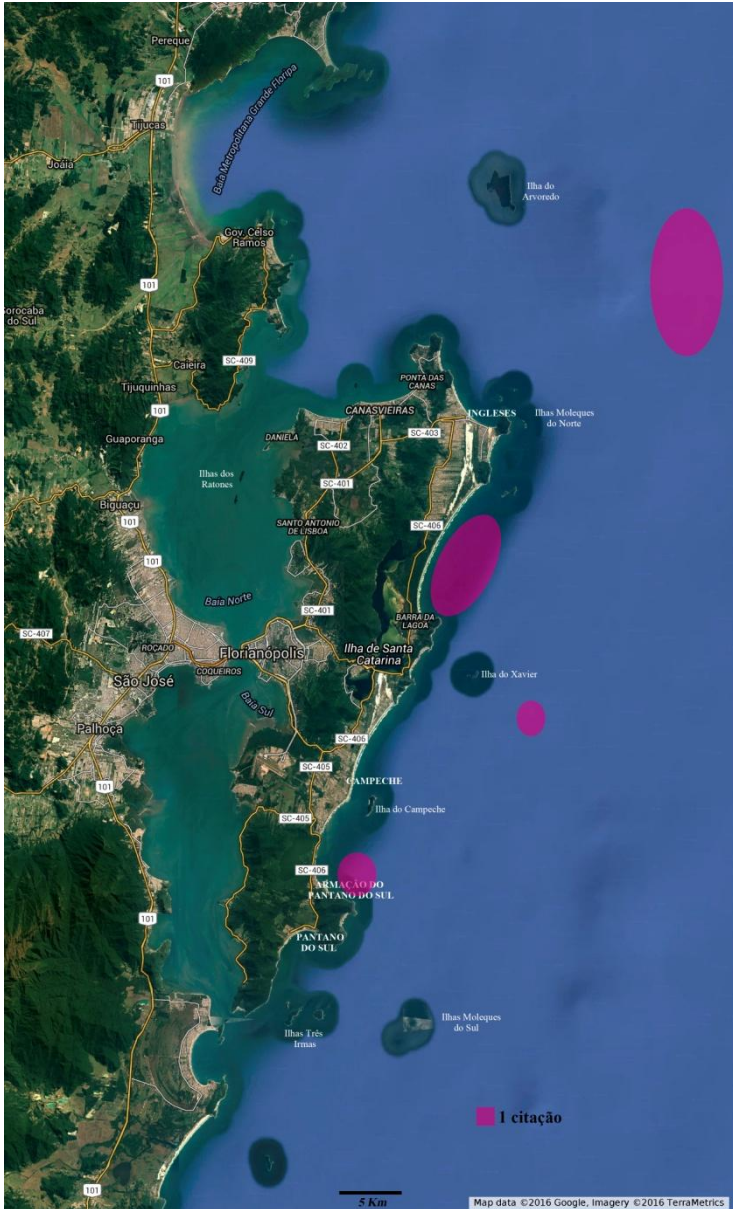 Pereque
101
Baia Metropolitana Grande Floripa
Tijucas
Joáia
Ilha do
Arvoredo
Gov. Celso
Ramos
101
Sorocaba
do Sul
SC-409
Caieira
Tijuquinhas
PONTA DAS
CANAS
101
CANASVIEIRAS
INGLESES
Ilhas Moleques
do Norte
Guaporanga
DANIELA
SC-402
SC-403
Ilhas dos
Ratones
SC-401
Biguaçu
101
SANTO ANTONIO
DE LISBOA
SC-406
101
Baia Norte
SC-401
BARRA DA
LAGOA
SC-407
ROÇADO
Florianópolis
Ilha de Santa
Catarina
COQUEIROS
São José
Ilha do Xavier
Baia Sul
Palhoça
SC-406
SC-405
101
CAMPECHE
Ilha do Campeche
SC-405
SC-406
ARMAÇÃO DO
PANTANO DO SUL
101
PANTANO
DO SUL
Ilhas Três
Irmas
Ilhas Moleques
do Sul
1 citação
101
5 Km
Map data ©2016 Google, Imagery ©2016 TerraMetrics